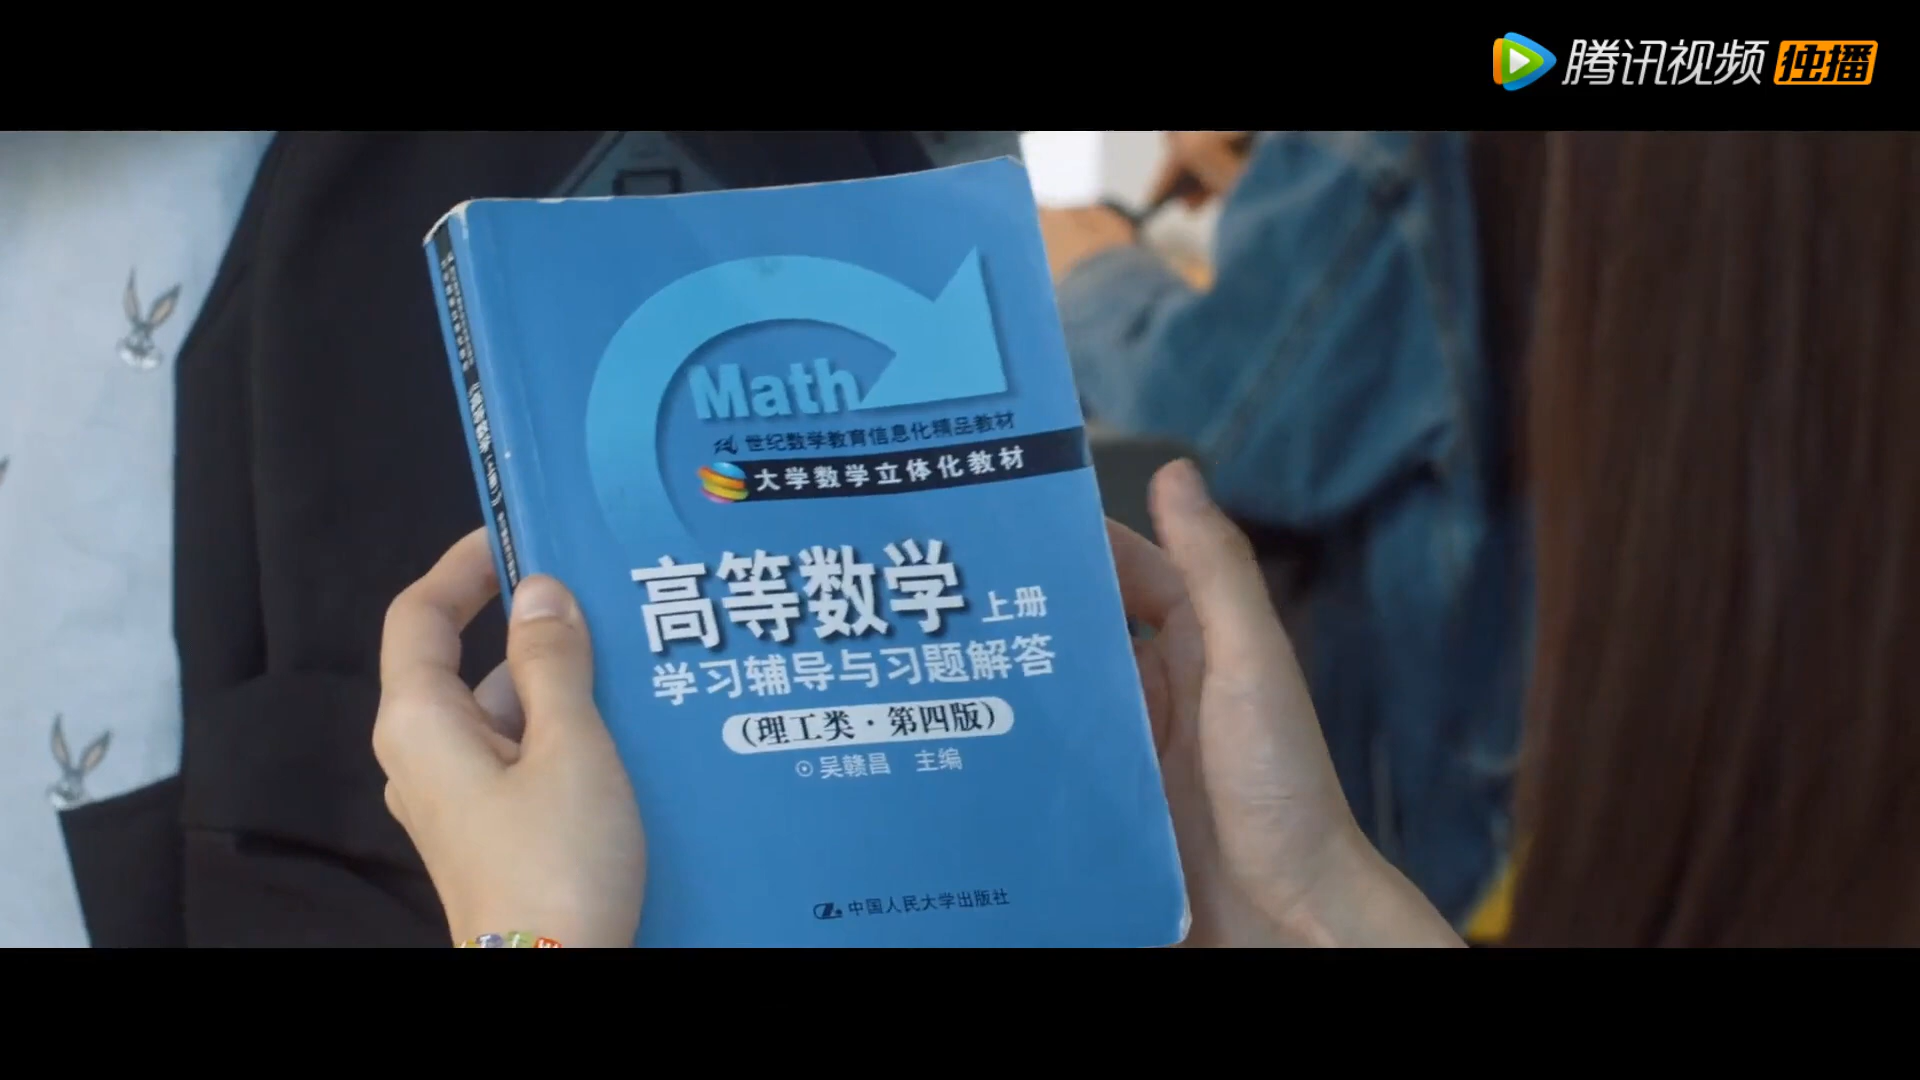 腾讯视频 独播
Math
21世纪数学教育信息化精品教材
大学数学立体化教材
高等数学 上册
学习辅导与习题解答
(理工类·第四版)
⊙吴赣昌 主编
中国人民大学出版社